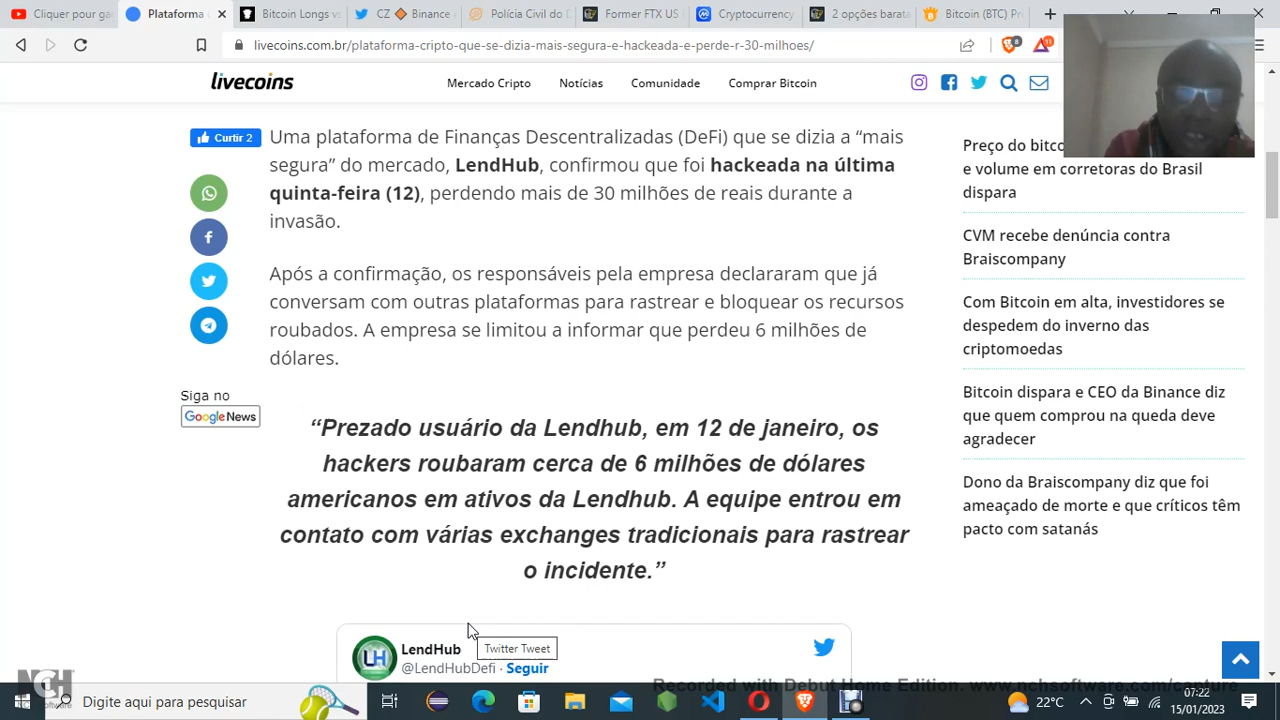 Cliquer pour gé
Plataforma
Bitcoin Longs v
CZ Binance
Polícia Civil do D
Former FTX US
Cryptocurrency
2 opções barata
Bitcoin (BTC) Pr
livecoins.com.br/plataforma-cripto-que-se-dizia-mais-segura-e-hackeada-e-perde-r-30-milhoes/
livecoins
Mercado Cripto Notícias Comunidade Comprar Bitcoin
Curtir 2
Uma plataforma de Finanças Descentralizadas (DeFi) que se dizia a “mais
segura” do mercado, LendHub, confirmou que foi hackeada na última
quinta-feira (12), perdendo mais de 30 milhões de reais durante a
invasão.
Após a confirmação, os responsáveis pela empresa declararam que já
conversam com outras plataformas para rastrear e bloquear os recursos
roubados. A empresa se limitou a informar que perdeu 6 milhões de
dólares.
Siga no
Google News
“Prezado usuário da Lendhub, em 12 de janeiro, os
hackers roubaram cerca de 6 milhões de dólares
americanos em ativos da Lendhub. A equipe entrou em
contato com várias exchanges tradicionais para rastrear
o incidente.”
LendHub
@LendHubDefi · Seguir
Twitter Tweet
Preço do bitco
e volume em corretoras do Brasil
dispara
CVM recebe denúncia contra
Braiscompany
Com Bitcoin em alta, investidores se
despedem do inverno das
criptomoedas
Bitcoin dispara e CEO da Binance diz
que quem comprou na queda deve
agradecer
Dono da Braiscompany diz que foi
ameaçado de morte e que críticos têm
pacto com satanás
NCH
Recorded with Debut Home Edition. www.nchsoftware.com/capture
Digite aqui para pesquisar
22°C
07:22
15/01/2023